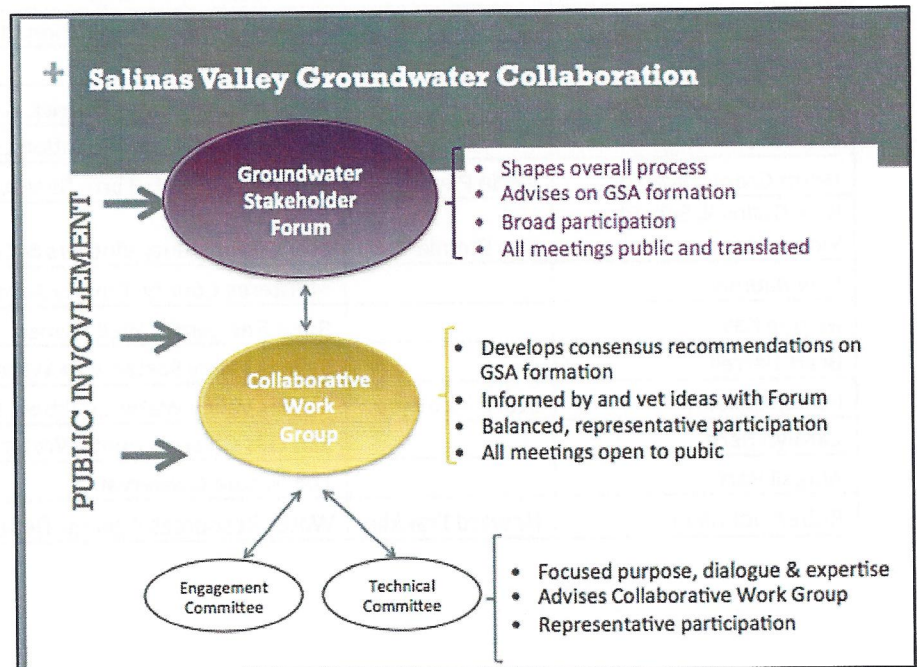 + Salinas Valley Groundwater Collaboration
PUBLIC INVOVLEMENT
Groundwater
Stakeholder
Forum
• Shapes overall process
• Advises on GSA formation
• Broad participation
• All meetings public and translated
Collaborative
Work
Group
• Develops consensus recommendations on
GSA formation
• Informed by and vet ideas with Forum
• Balanced, representative participation
• All meetings open to pubic
Engagement
Committee
Technical
Committee
• Focused purpose, dialogue & expertise
• Advises Collaborative Work Group
• Representative participation